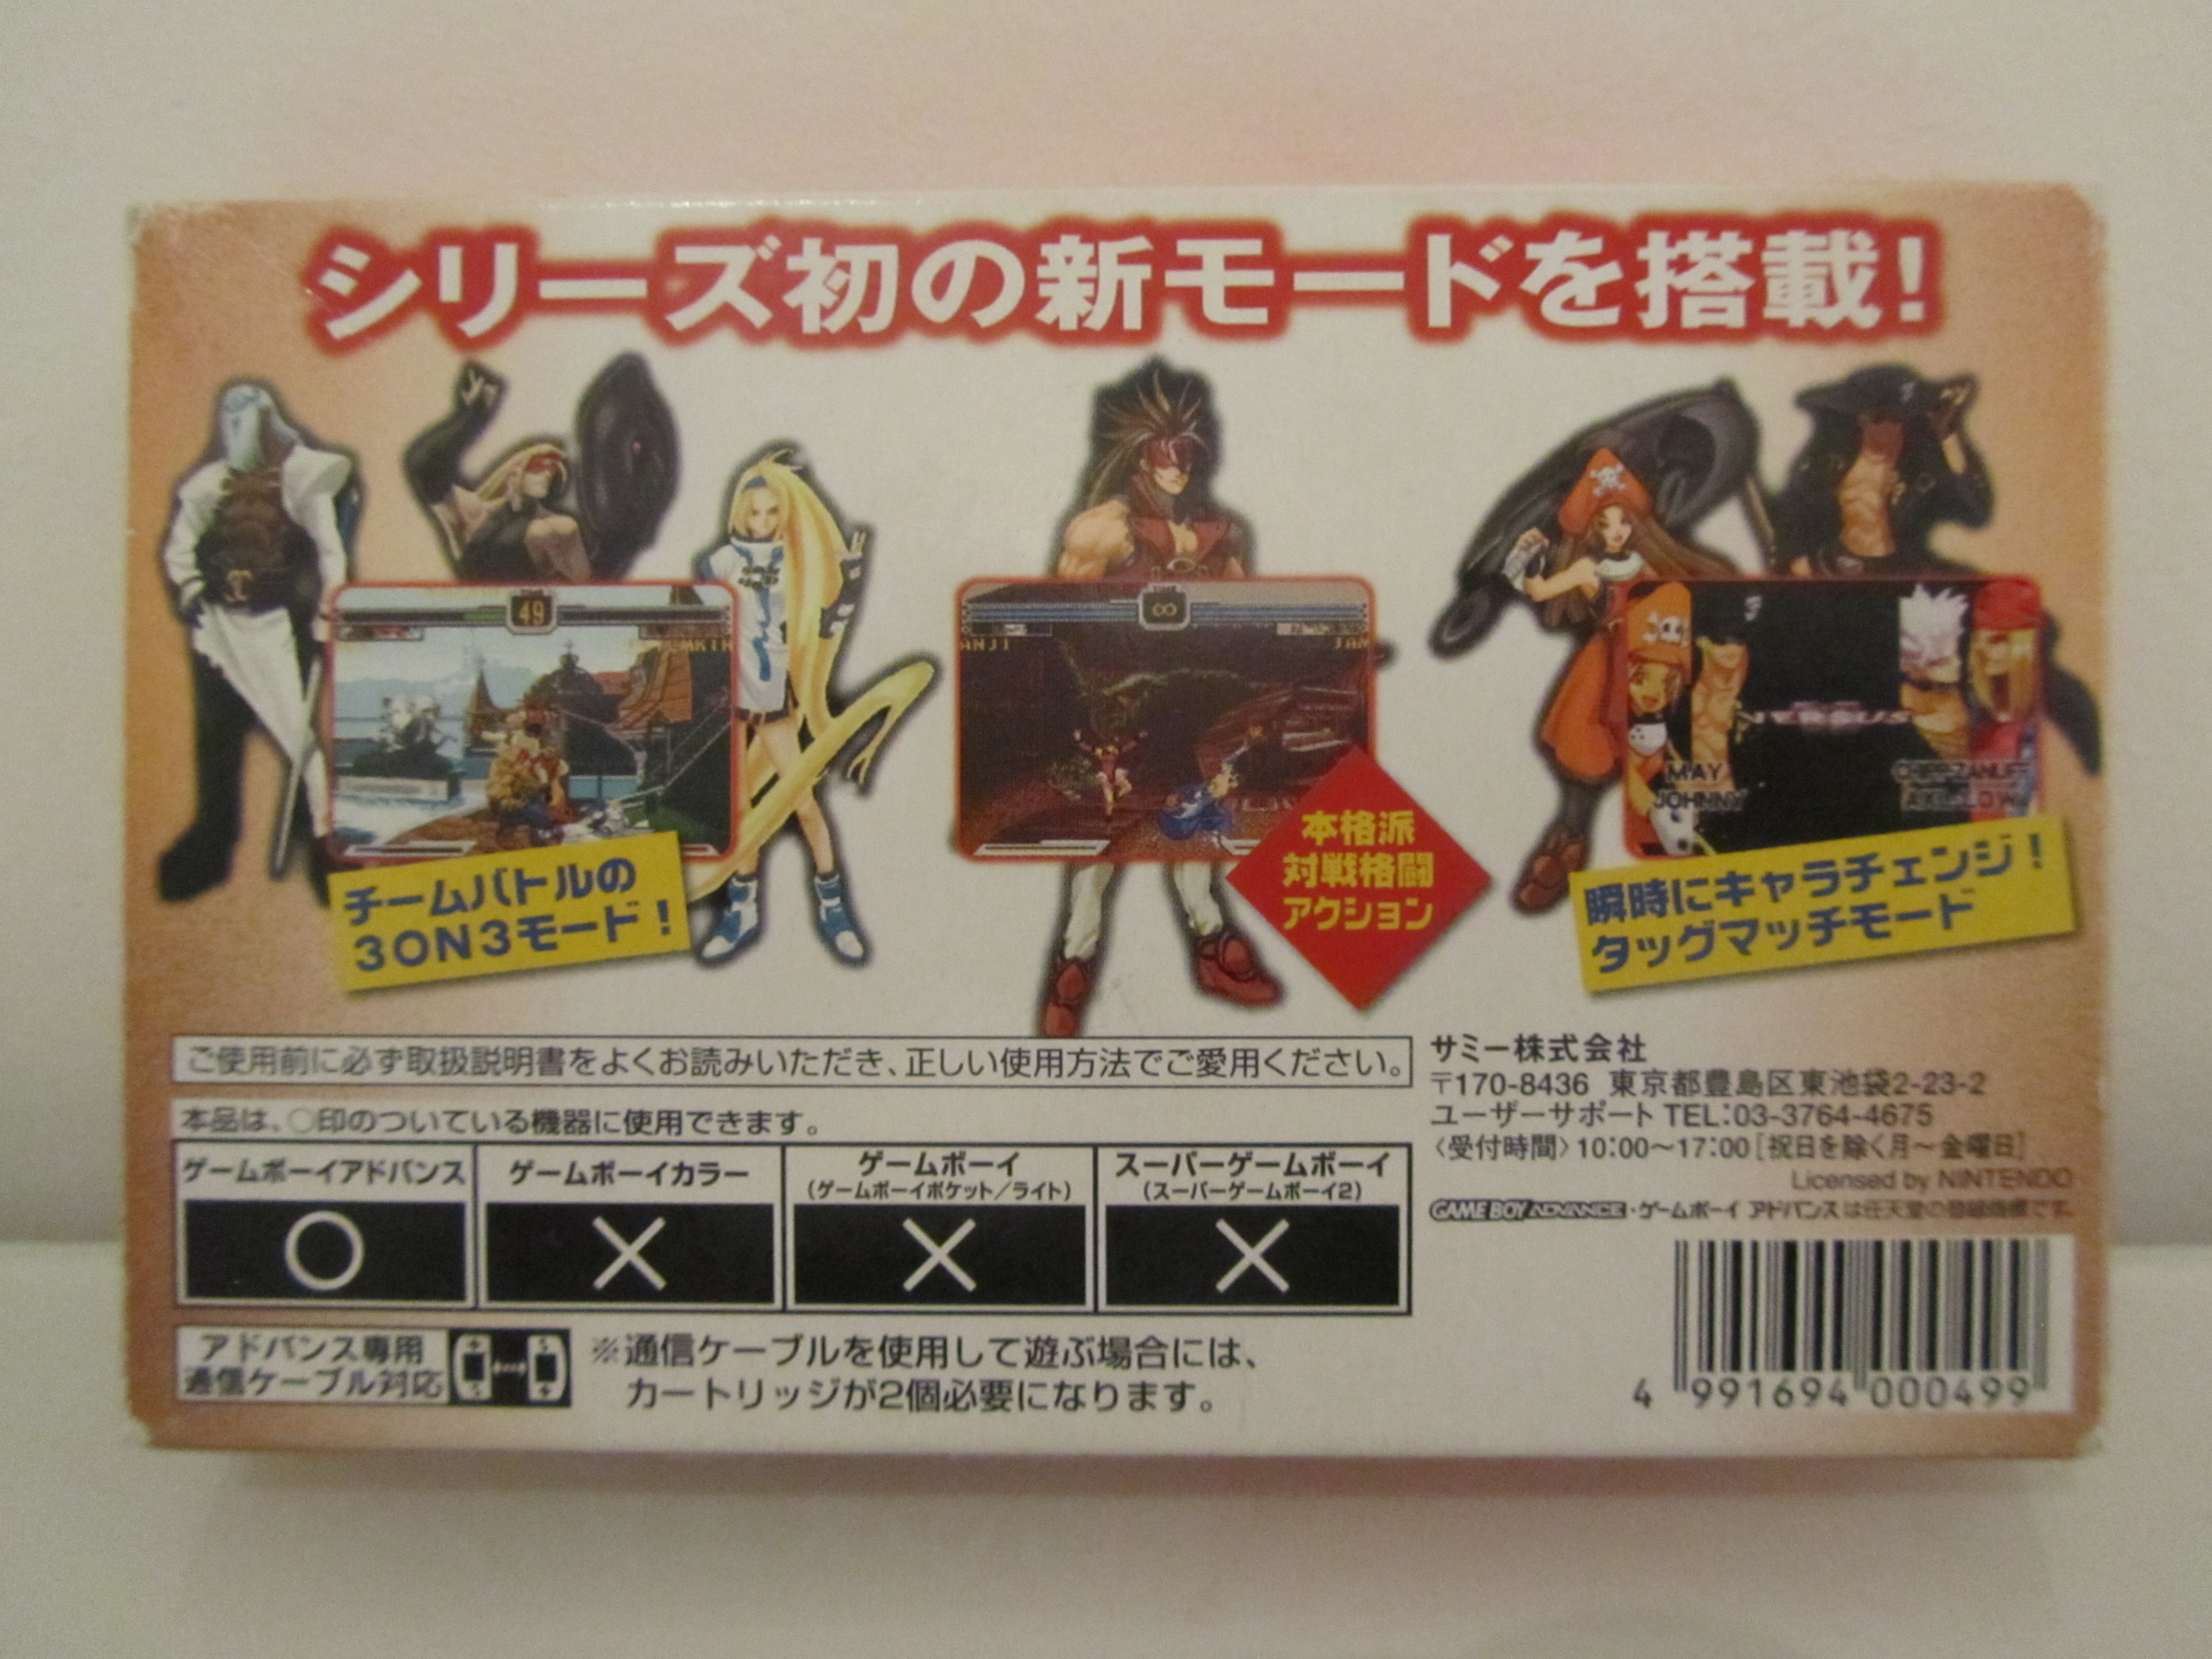 シリーズ初の新モードを搭載！
49
∞
ANJI
VERSUS
MAY
JOHNNY
CHIPP ZANUFF
AXL LOW
チームバトルの
3ON3モード！
本格派
対戦格闘
アクション
瞬時にキャラチェンジ！
タッグマッチモード
ご使用前に必ず取扱説明書をよくお読みいただき、正しい使用方法でご愛用ください。
本品は、○印のついている機器に使用できます。
ゲームボーイアドバンス
ゲームボーイカラー
ゲームボーイ
(ゲームボーイポケット／ライト)
スーパーゲームボーイ
(スーパーゲームボーイ2)
アドバンス専用
通信ケーブル対応
※通信ケーブルを使用して遊ぶ場合には、
カートリッジが2個必要になります。
サミー株式会社
〒170-8436 東京都豊島区東池袋2-23-2
ユーザーサポート TEL:03-3764-4675
〈受付時間〉10:00〜17:00[祝日を除く月〜金曜日]
Licensed by NINTENDO
GAME BOY ADVANCE・ゲームボーイ アドバンスは任天堂の登録商標です。
4 991694 000499